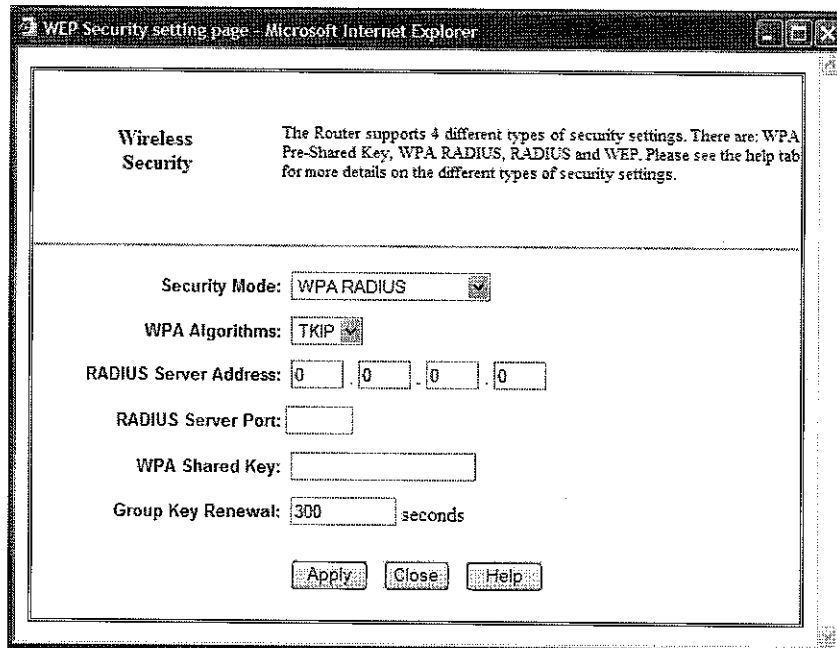 WEP Security setting page - Microsoft Internet Explorer
Wireless
Security
The Router supports 4 different types of security settings. There are: WPA
Pre-Shared Key, WPA RADIUS, RADIUS and WEP. Please see the help tab
for more details on the different types of security settings.
Security Mode: WPA RADIUS
WPA Algorithms: TKIP
RADIUS Server Address: 0 . 0 . 0 . 0
RADIUS Server Port:
WPA Shared Key:
Group Key Renewal: 300 seconds
Apply Close Help